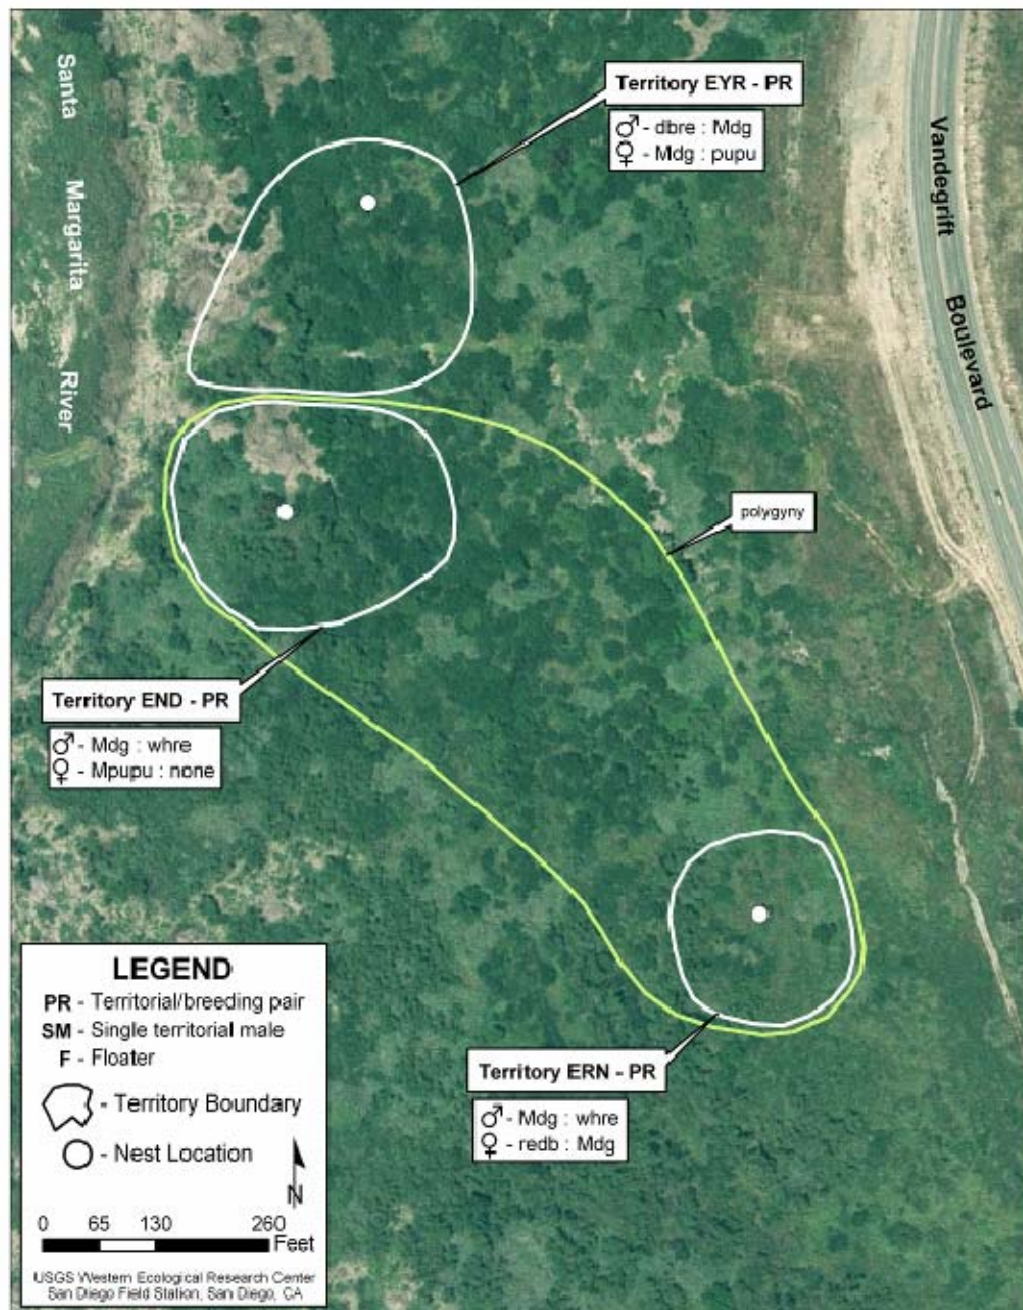 Santa
Margarita
River
Territory EYR - PR
♂ - dbre : Mdg
♀ - Mdg : pupu
Vandegrift
Boulevard
polygyny
Territory END - PR
♂ - Mdg : whre
♀ - Mpupu : none
Territory ERN - PR
♂ - Mdg : whre
♀ - redb : Mdg
LEGEND
PR - Territorial/breeding pair
SM - Single territorial male
F - Floater
- Territory Boundary
- Nest Location
N
0 65 130 260
Feet
USGS Western Ecological Research Center
San Diego Field Station, San Diego, CA